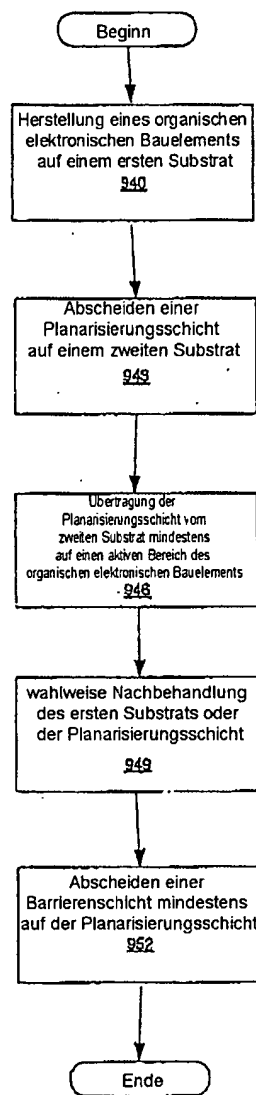 Beginn
Herstellung eines organischen
elektronischen Bauelements
auf einem ersten Substrat
940
Abscheiden einer
Planarisierungsschicht
auf einem zweiten Substrat
943
Übertragung der
Planarisierungsschicht vom
zweiten Substrat mindestens
auf einen aktiven Bereich des
organischen elektronischen Bauelements
946
wahlweise Nachbehandlung
des ersten Substrats oder
der Planarisierungsschicht
949
Abscheiden einer
Barrierenschicht mindestens
auf der Planarisierungsschicht
952
Ende